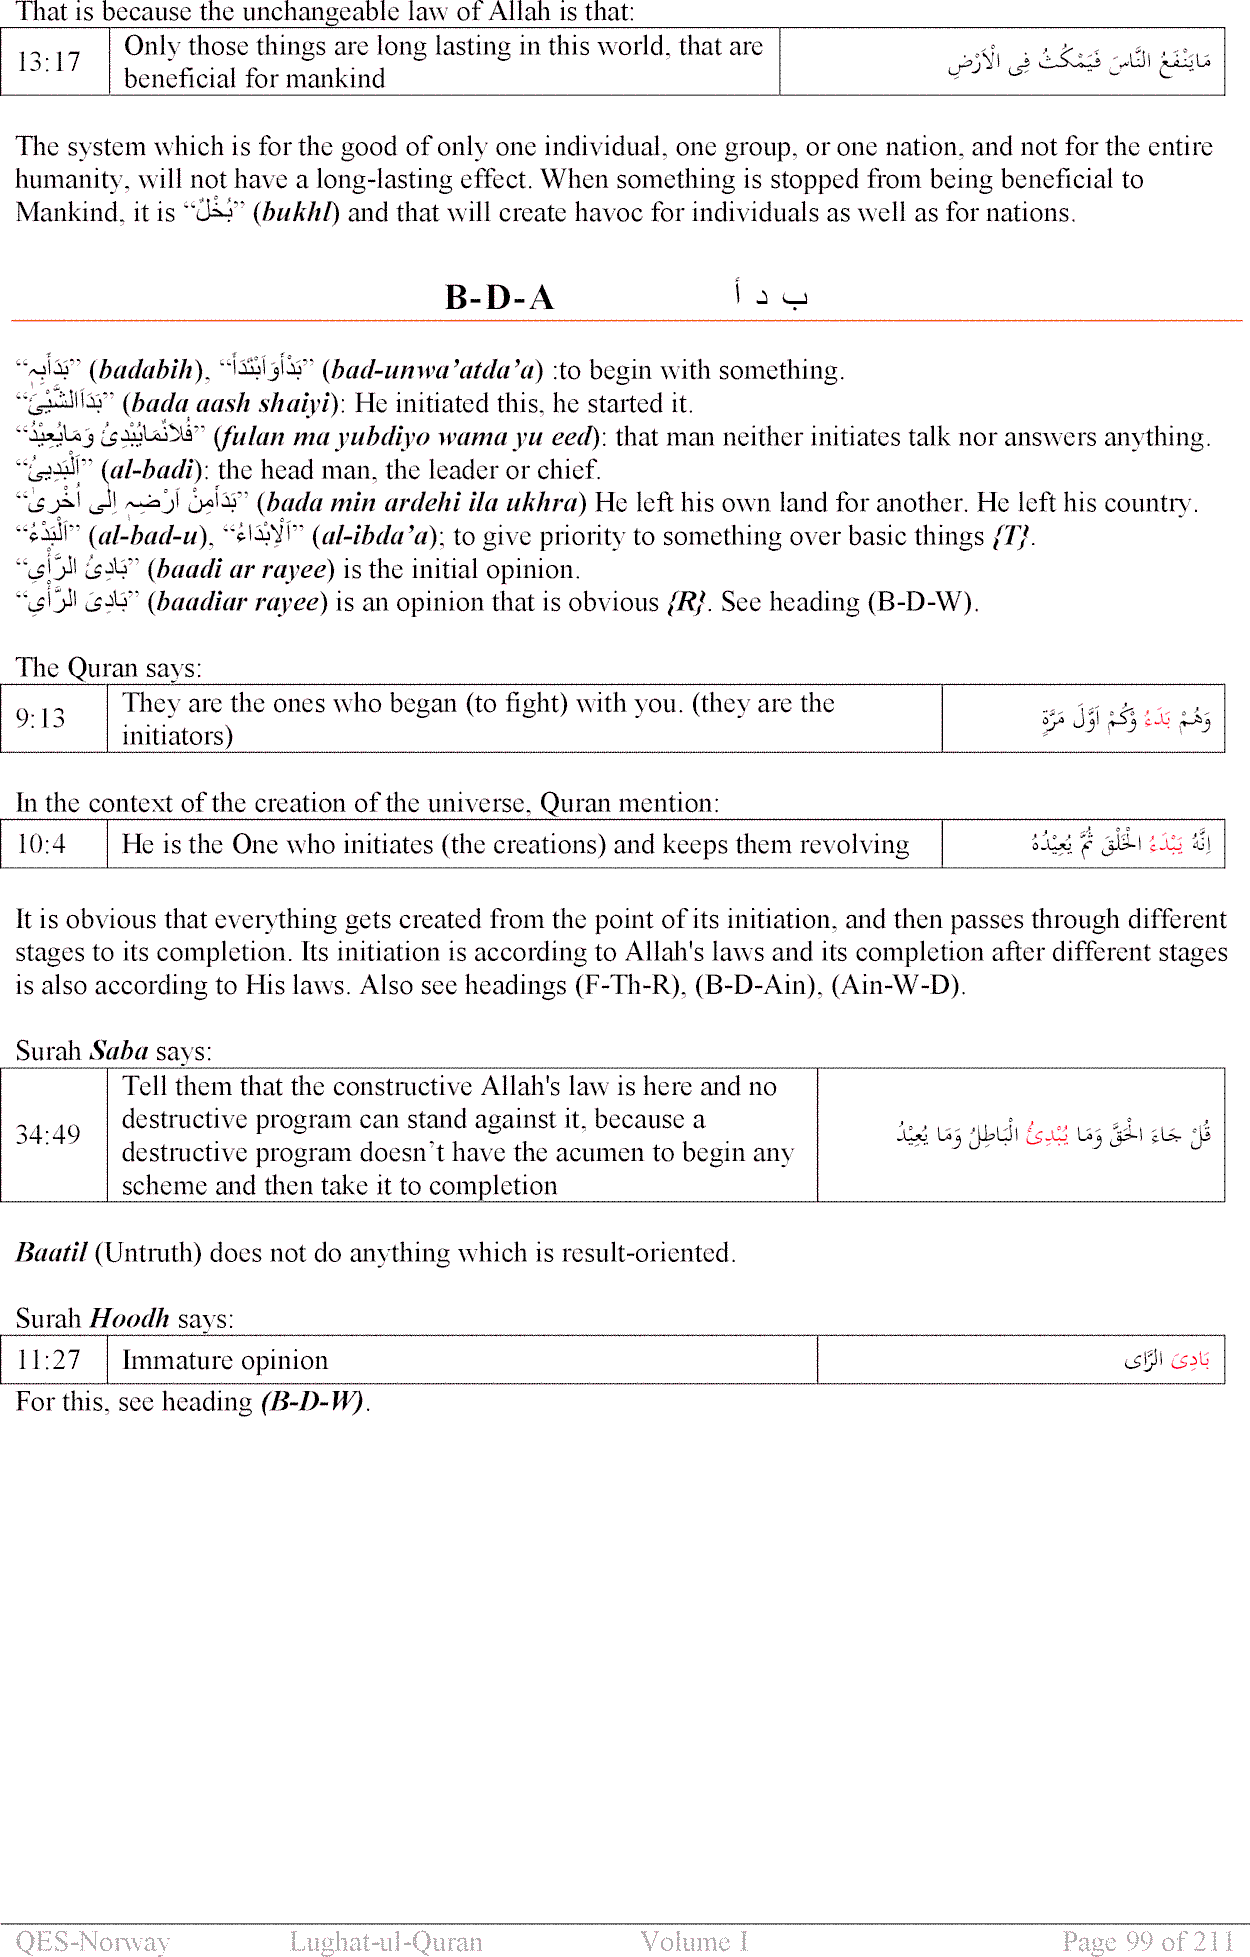 That is because the unchangeable law of Allah is that:
13:17 Only those things are long lasting in this world, that are مَايَنْفَعُ النَّاسَ فَيَمْكُثُ فِى الْاَرْضِ
beneficial for mankind
The system which is for the good of only one individual, one group, or one nation, and not for the entire
humanity, will not have a long-lasting effect. When something is stopped from being beneficial to
Mankind, it is “بُخْلٌ” (bukhl) and that will create havoc for individuals as well as for nations.
B-D-A ب د أ
“بَدَأَبِہٖ” (badabih), “بَدْأًوَابْتَدَأَ” (bad-unwa’atda’a) :to begin with something.
“بَدَاَالشَّيْئَ” (bada aash shaiyi): He initiated this, he started it.
“فُلَانٌمَايُبْدِئُ وَمَايُعِيْدُ” (fulan ma yubdiyo wama yu eed): that man neither initiates talk nor answers anything.
“اَلْبَدِيئُ” (al-badi): the head man, the leader or chief.
“بَدَأَمِنْ اَرْضِہٖ اِلٰى اُخْرىٰ” (bada min ardehi ila ukhra) He left his own land for another. He left his country.
“اَلْبَدْءُ” (al-bad-u), “اَلْاِبْدَاءُ” (al-ibda’a); to give priority to something over basic things {T}.
“بَادِئُ الرَّأْىِ” (baadi ar rayee) is the initial opinion.
“بَادِىَ الرَّأْىِ” (baadiar rayee) is an opinion that is obvious {R}. See heading (B-D-W).
The Quran says:
9:13 They are the ones who began (to fight) with you. (they are the وَهُمْ بَدَءُ وْكُمْ اَوَّلَ مَرَّةٍ
initiators)
In the context of the creation of the universe, Quran mention:
10:4 He is the One who initiates (the creations) and keeps them revolving اِنَّهُ يَبْدَءُ الْخَلْقَ ثُمَّ يُعِيْدُهُ
It is obvious that everything gets created from the point of its initiation, and then passes through different
stages to its completion. Its initiation is according to Allah's laws and its completion after different stages
is also according to His laws. Also see headings (F-Th-R), (B-D-Ain), (Ain-W-D).
Surah Saba says:
34:49 Tell them that the constructive Allah's law is here and no
destructive program can stand against it, because a
destructive program doesn’t have the acumen to begin any
scheme and then take it to completion
قُلْ جَاءَ الْحَقَّ وَمَا يُبْدِئُ الْبَاطِلُ وَمَا يُعِيْدُ
Baatil (Untruth) does not do anything which is result-oriented.
Surah Hoodh says:
11:27 Immature opinion بَادِىَ الرَّاى
For this, see heading (B-D-W).
QES-Norway Lughat-ul-Quran Volume I Page 99 of 211